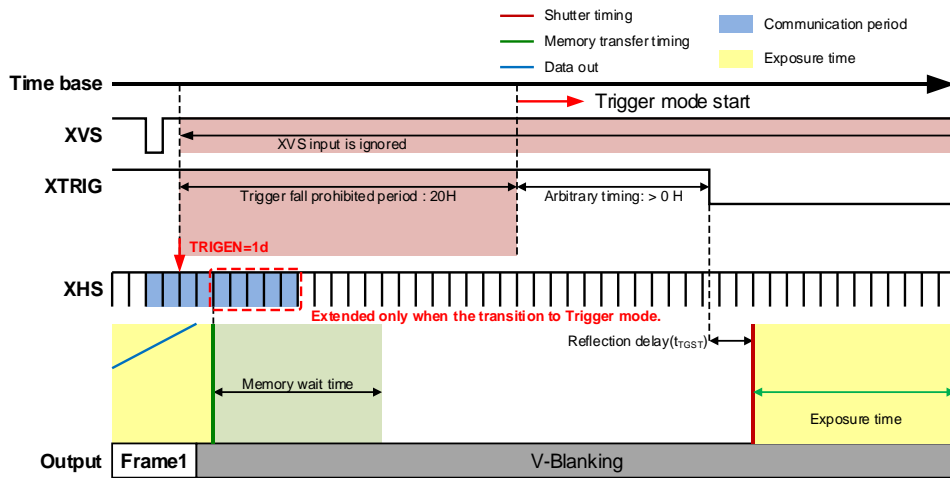 Shutter timing
Communication period
Memory transfer timing
Data out
Exposure time
Time base
Trigger mode start
XVS
XVS input is ignored
XTRIG
Trigger fall prohibited period : 20H
Arbitrary timing: > 0 H
TRIGEN=1d
XHS
Extended only when the transition to Trigger mode.
Reflection delay(tTGST)
Memory wait time
Exposure time
Output
Frame1
V-Blanking